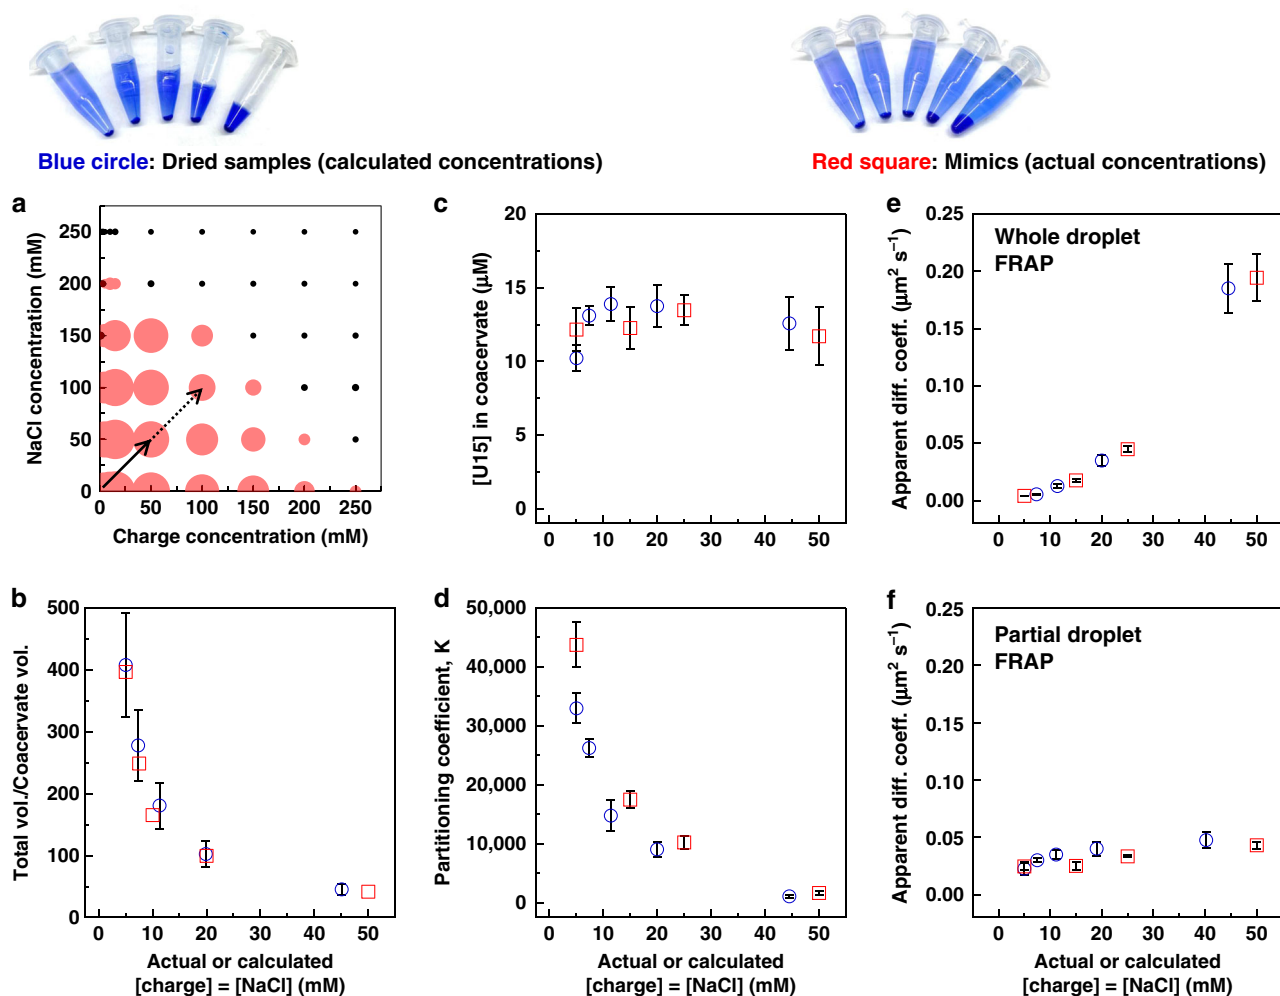 Blue circle: Dried samples (calculated concentrations)
Red square: Mimics (actual concentrations)
a
NaCl concentration (mM)
250
200
150
100
50
0
0 50 100 150 200 250
Charge concentration (mM)
b
Total vol./Coacervate vol.
500
400
300
200
100
0
0 10 20 30 40 50
Actual or calculated
[charge] = [NaCl] (mM)
c
[U15] in coacervate (μM)
20
15
10
5
0
0 10 20 30 40 50
d
Partitioning coefficient, K
50,000
40,000
30,000
20,000
10,000
0
0 10 20 30 40 50
Actual or calculated
[charge] = [NaCl] (mM)
e
Apparent diff. coeff. (μm² s⁻¹)
0.25
0.20
0.15
0.10
0.05
0.00
Whole droplet
FRAP
0 10 20 30 40 50
f
Apparent diff. coeff. (μm² s⁻¹)
0.25
0.20
0.15
0.10
0.05
0.00
Partial droplet
FRAP
0 10 20 30 40 50
Actual or calculated
[charge] = [NaCl] (mM)